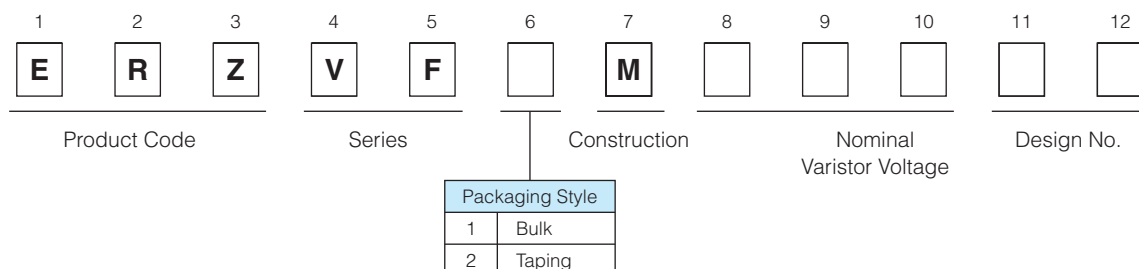 1 2 3 4 5 6 7 8 9 10 11 12
E R Z V F M
Product Code Series Construction Nominal Varistor Voltage Design No.
Packaging Style
1 Bulk
2 Taping